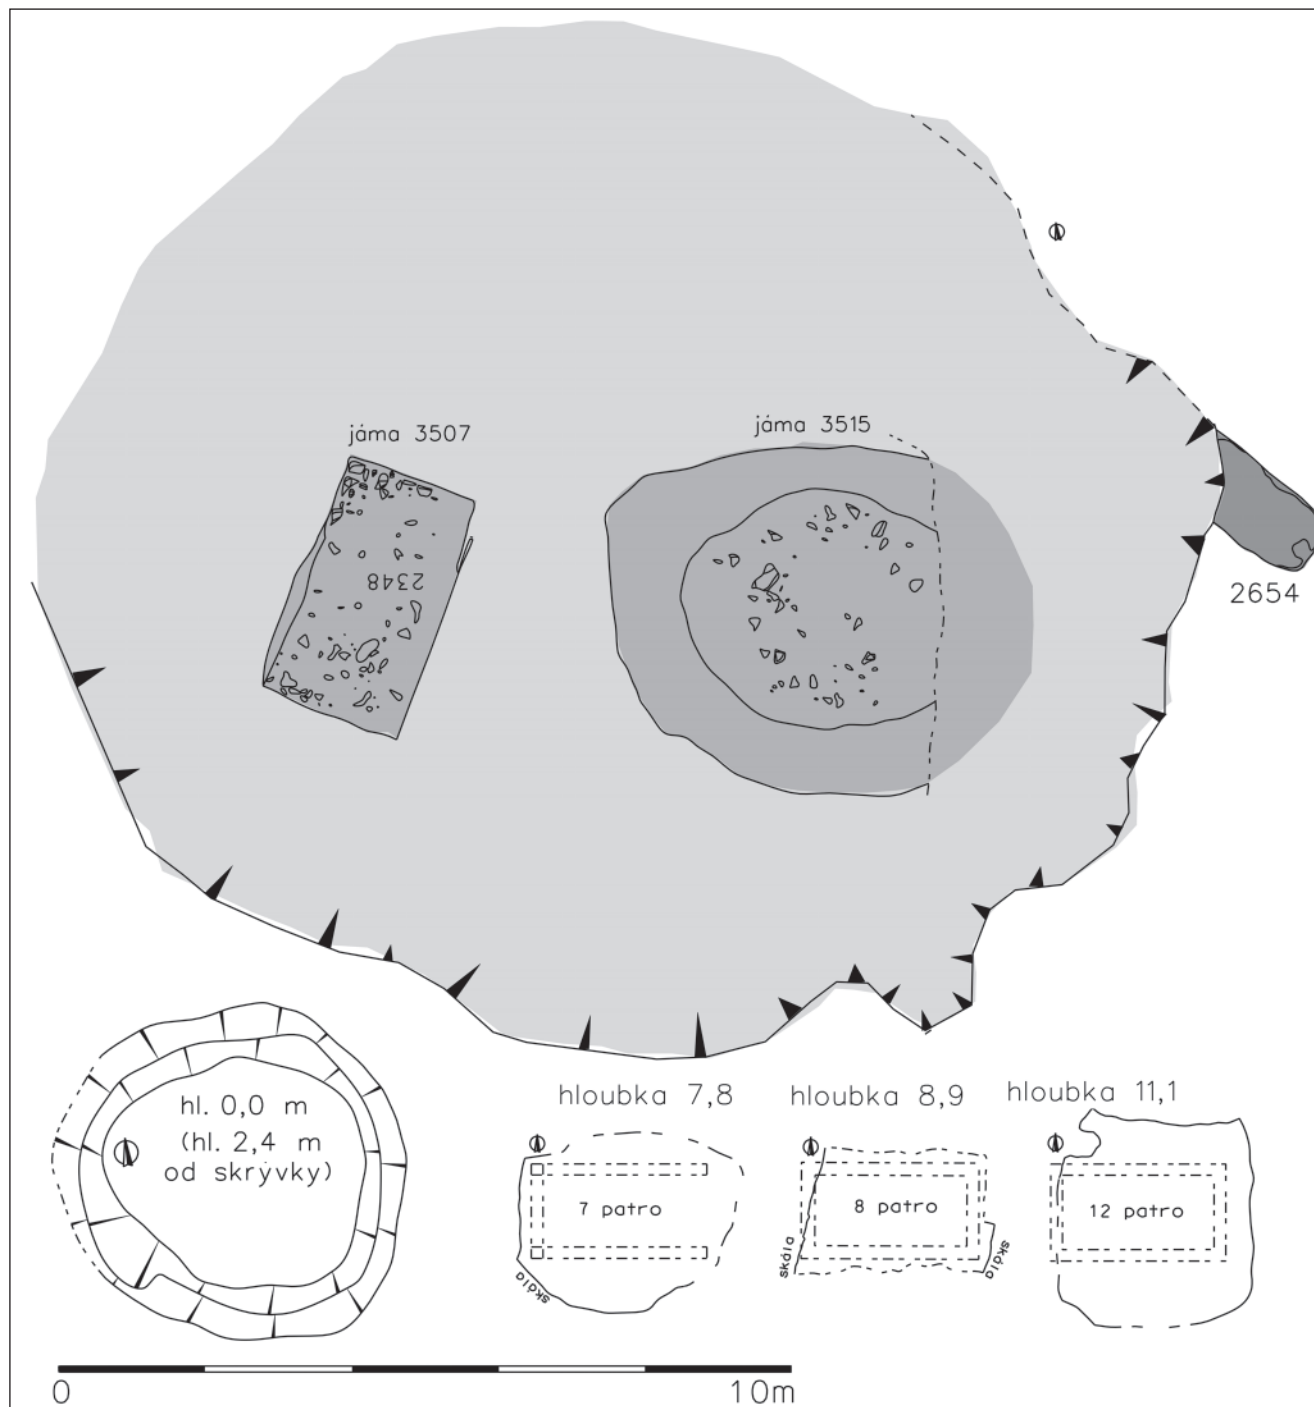 jáma 3507
jáma 3515
2348
2654
hl. 0,0 m
(hl. 2,4 m
od skrývky)
hloubka 7,8
hloubka 8,9
hloubka 11,1
7 patro
skála
8 patro
skála
skála
12 patro
0
10m